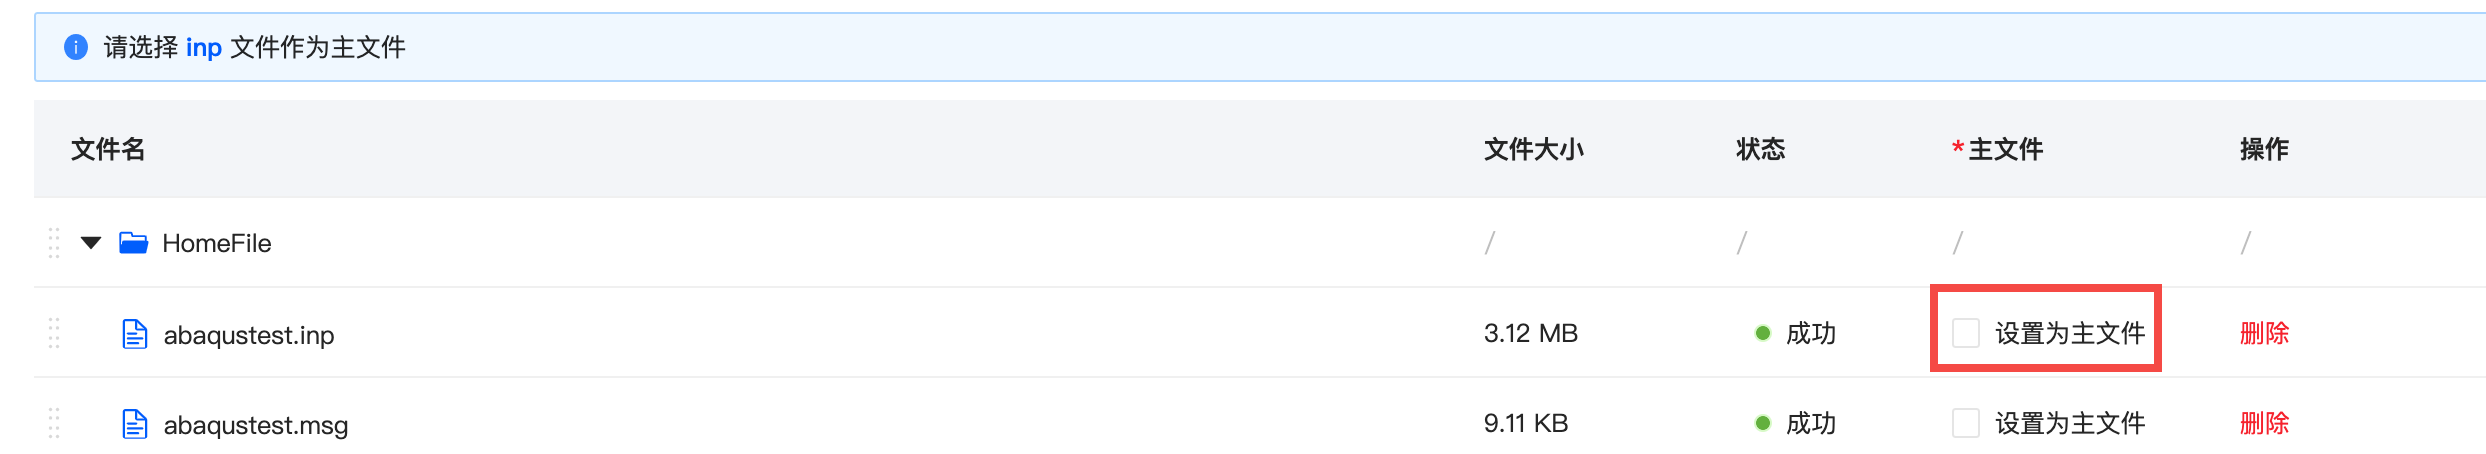 请选择 inp 文件作为主文件
文件名 文件大小 状态 *主文件 操作
HomeFile / / / /
abaqustest.inp 3.12 MB 成功 设置为主文件 删除
abaqustest.msg 9.11 KB 成功 设置为主文件 删除